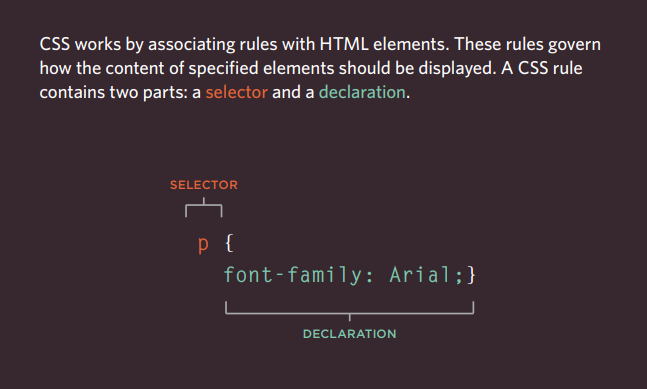 CSS works by associating rules with HTML elements. These rules govern
how the content of specified elements should be displayed. A CSS rule
contains two parts: a selector and a declaration.
SELECTOR
p {
font-family: Arial;}
DECLARATION